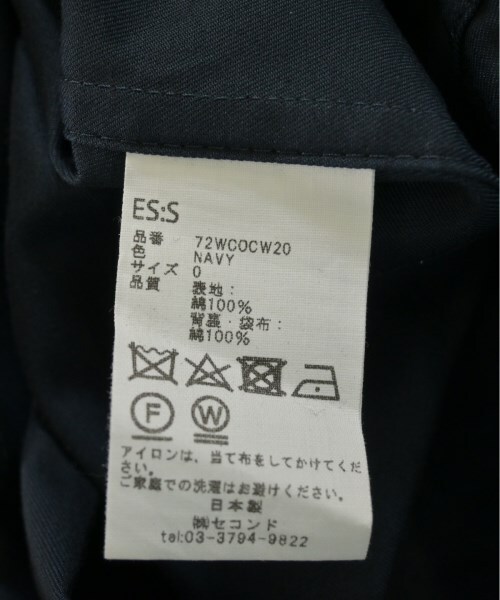 ES:S
品番 72WCOCW20
色 NAVY
サイズ 0
品質 表地:
綿100%
背裏・袋布:
綿100%
F W
アイロンは、当て布をしてかけてくだ
さい。
ご家庭での洗濯はお避けください。
日本製
㈱セコンド
tel:03-3794-9822